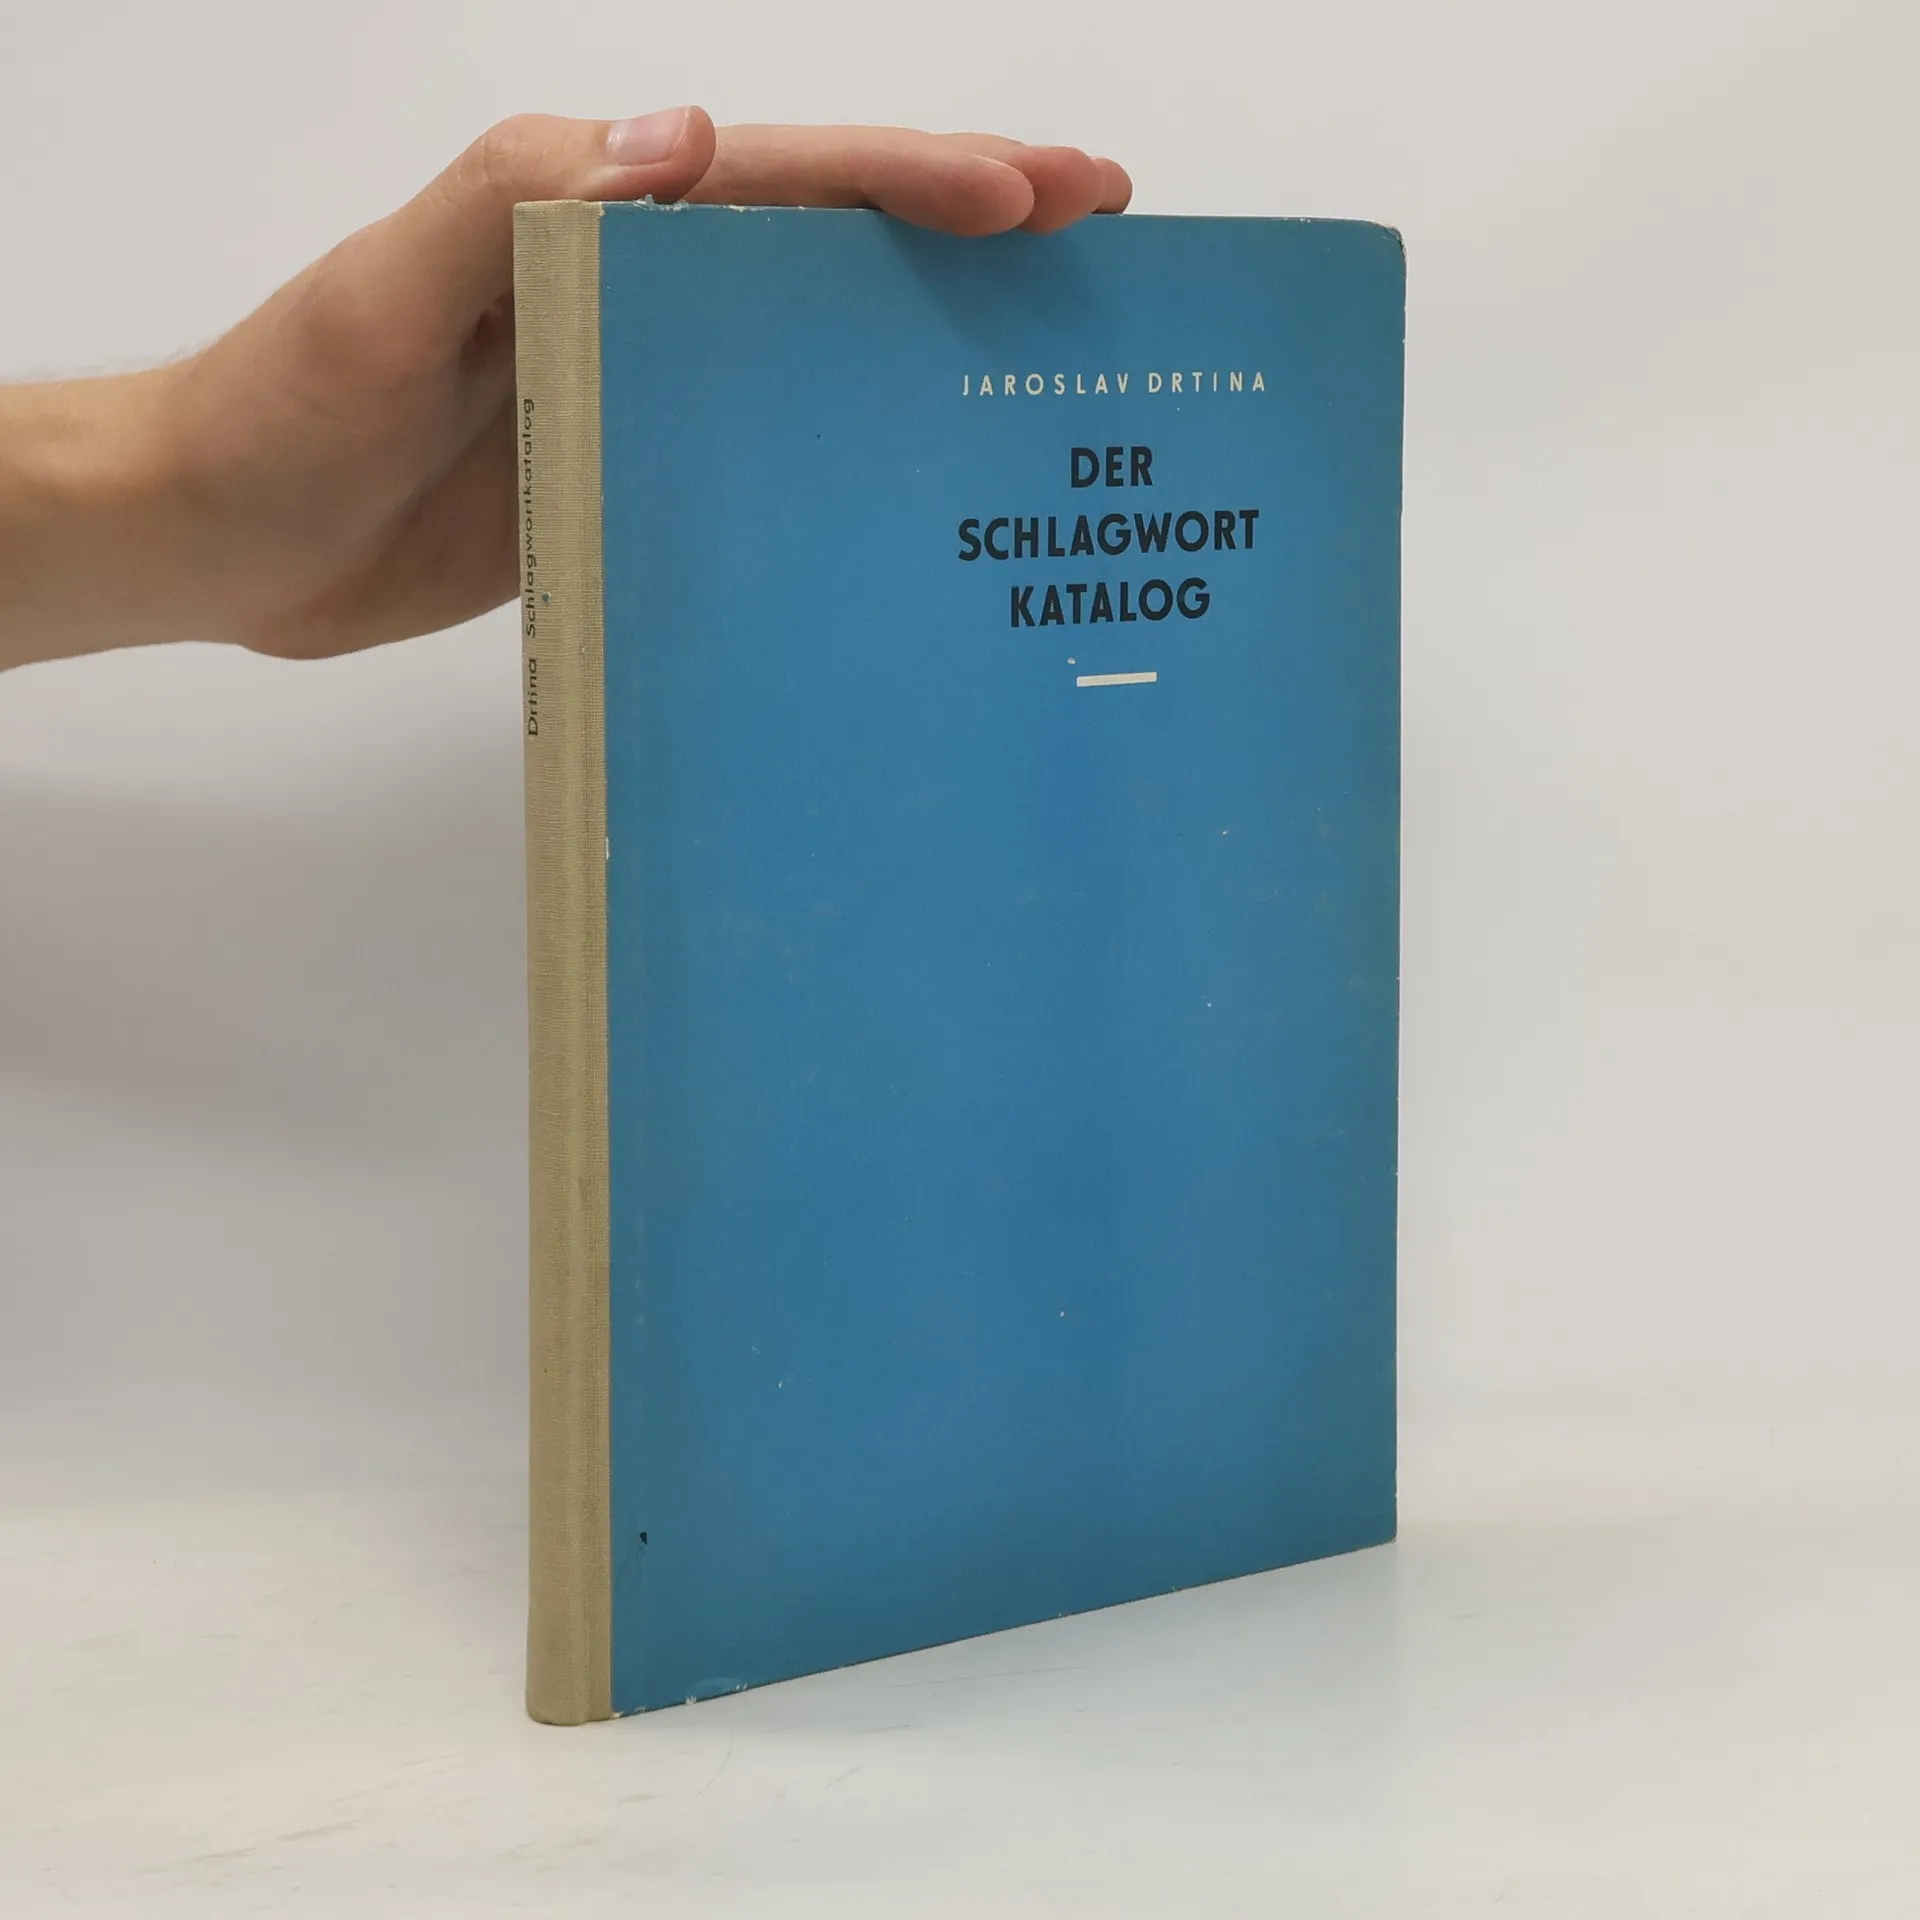 JAROSLAV DRTINA
DER
SCHLAGWORT
KATALOG
Drtina Schlagwortkatalog